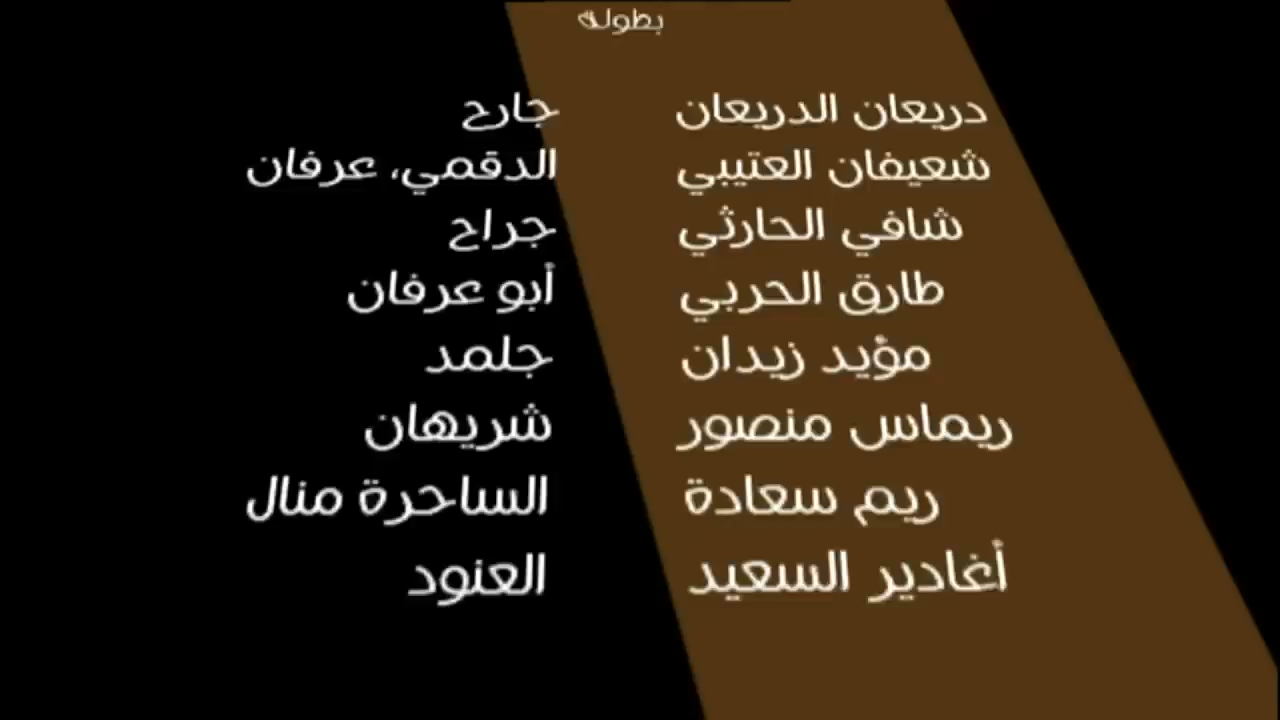 بطولة
دريعان الدريعان جارح
شعيفان العتيبي الدقمي، عرفان
شافي الحارثي جراح
طارق الحربي أبو عرفان
مؤيد زيدان جلمد
ريماس منصور شريهان
ريم سعادة الساحرة منال
أغادير السعيد العنود